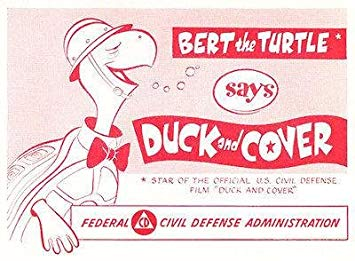 BERT the TURTLE *
says
DUCK and COVER
* STAR OF THE OFFICIAL U.S. CIVIL DEFENSE
FILM "DUCK AND COVER"
FEDERAL CD CIVIL DEFENSE ADMINISTRATION